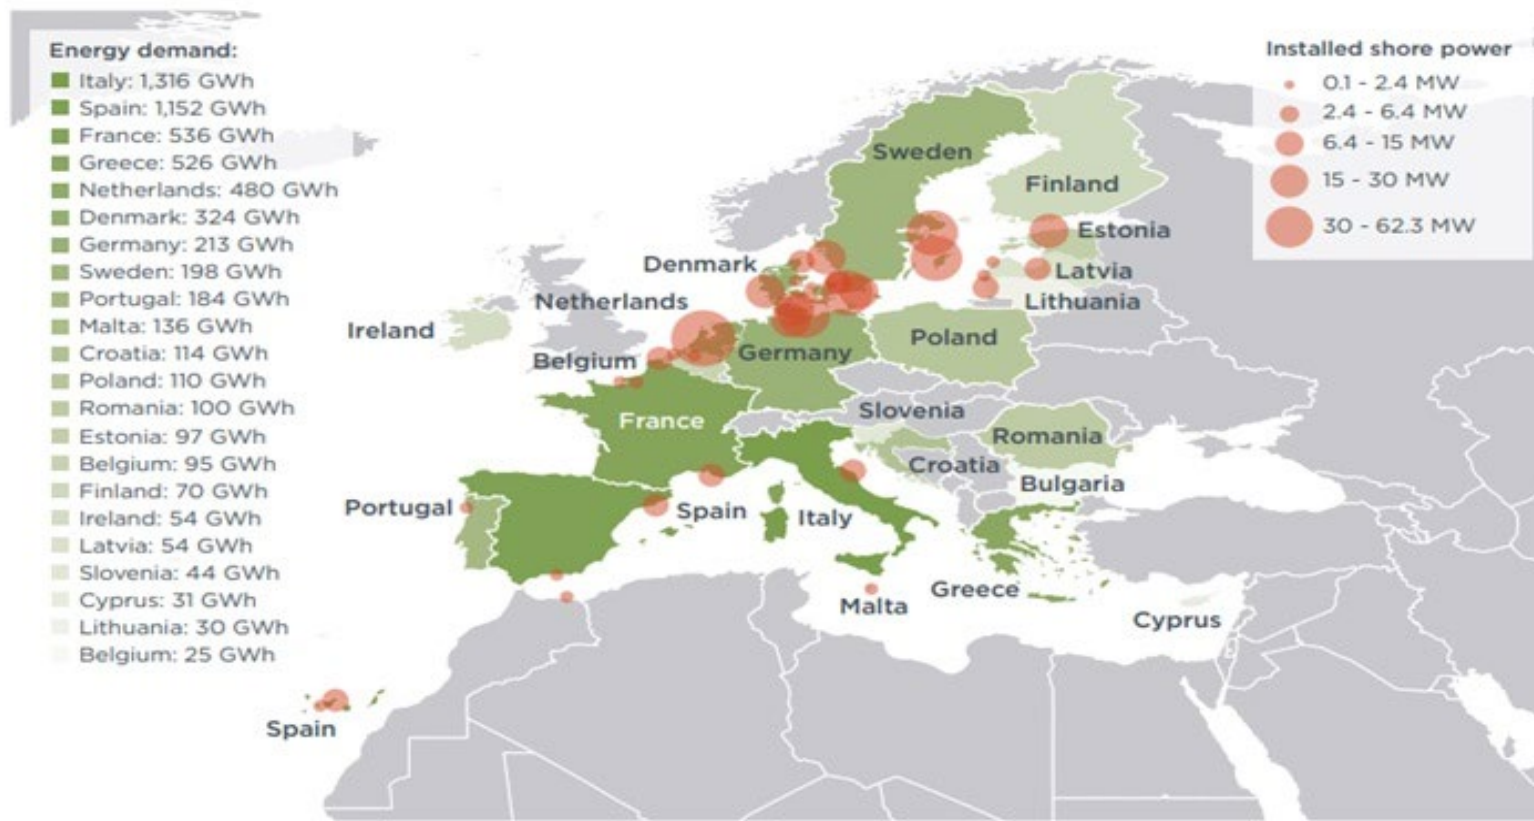 Energy demand:
Italy: 1,316 GWh
Spain: 1,152 GWh
France: 536 GWh
Greece: 526 GWh
Netherlands: 480 GWh
Denmark: 324 GWh
Germany: 213 GWh
Sweden: 198 GWh
Portugal: 184 GWh
Malta: 136 GWh
Croatia: 114 GWh
Poland: 110 GWh
Romania: 100 GWh
Estonia: 97 GWh
Belgium: 95 GWh
Finland: 70 GWh
Ireland: 54 GWh
Latvia: 54 GWh
Slovenia: 44 GWh
Cyprus: 31 GWh
Lithuania: 30 GWh
Belgium: 25 GWh
Installed shore power
0.1 - 2.4 MW
2.4 - 6.4 MW
6.4 - 15 MW
15 - 30 MW
30 - 62.3 MW
Sweden
Finland
Estonia
Denmark
Latvia
Netherlands
Lithuania
Ireland
Poland
Belgium
Germany
Slovenia
France
Romania
Croatia
Bulgaria
Portugal
Spain
Italy
Greece
Malta
Cyprus
Spain